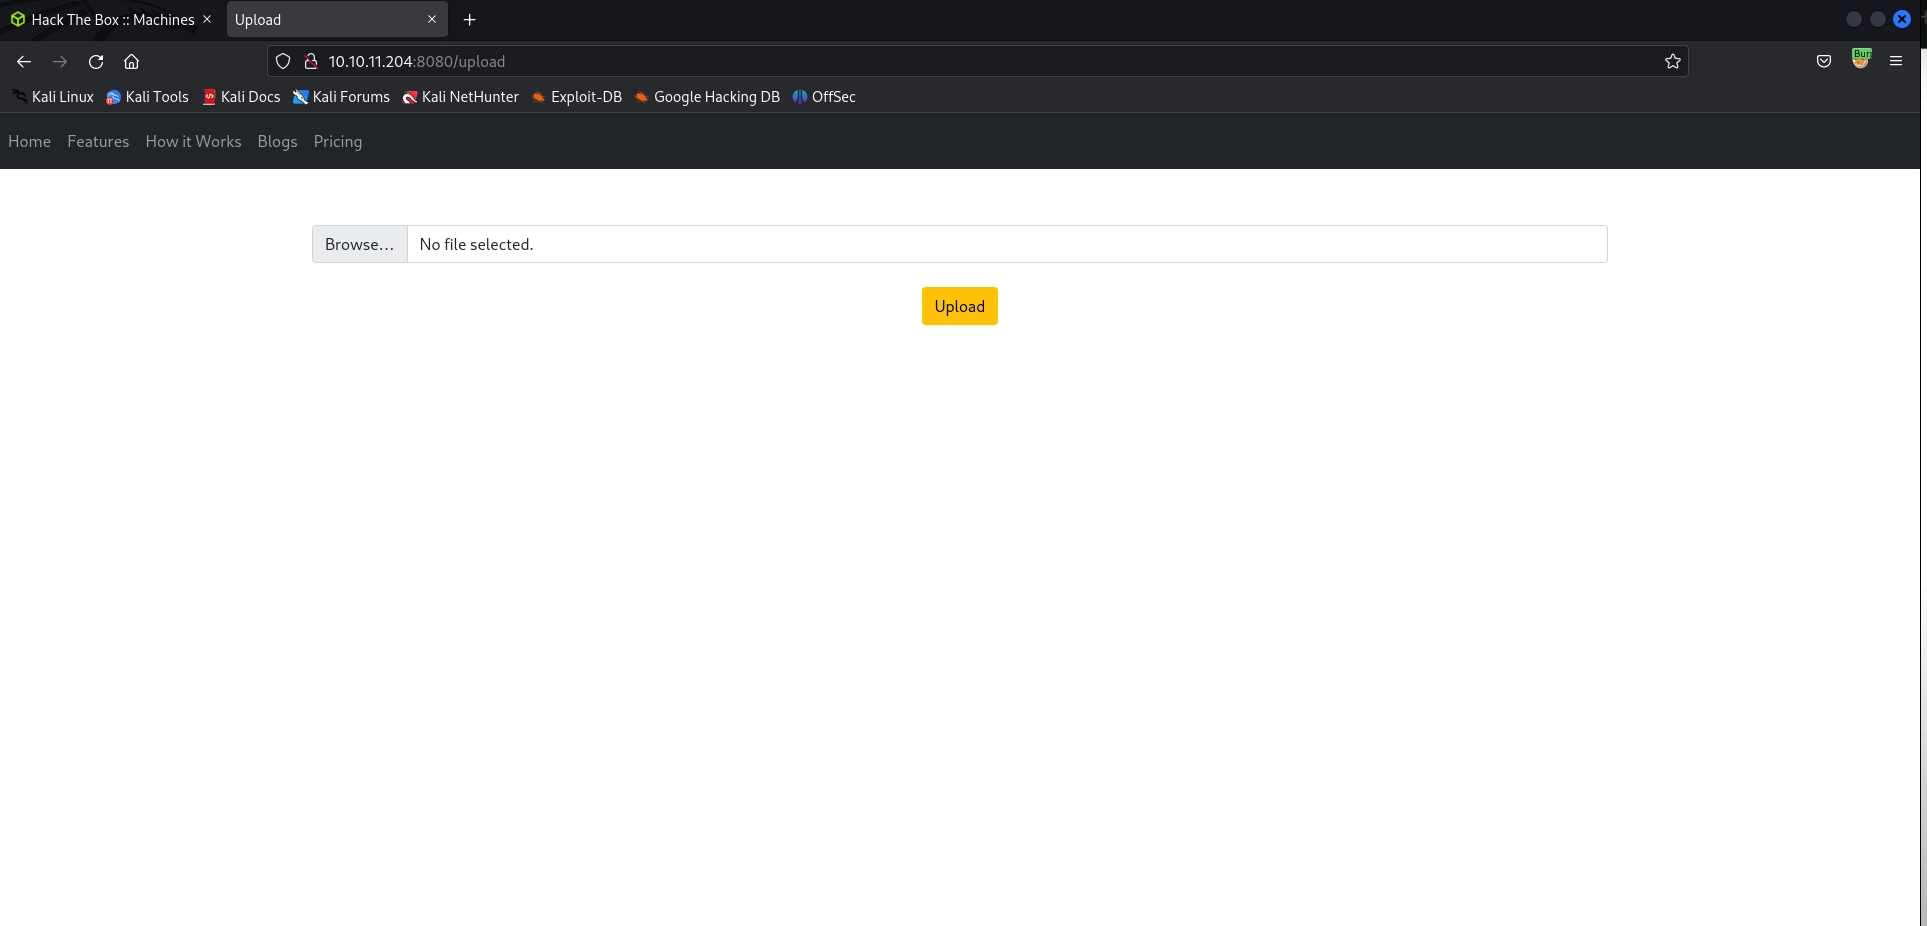 Hack The Box :: Machines
Upload
10.10.11.204:8080/upload
Kali Linux Kali Tools Kali Docs Kali Forums Kali NetHunter Exploit-DB Google Hacking DB OffSec
Home Features How it Works Blogs Pricing
Browse... No file selected.
Upload